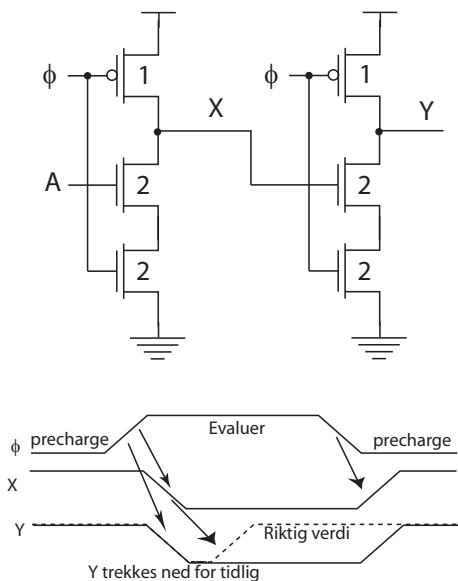 ϕ 1 ϕ 1
X Y
A 2 2
2 2
precharge Evaluer precharge
ϕ
X
Y Riktig verdi
Y trekkes ned for tidlig